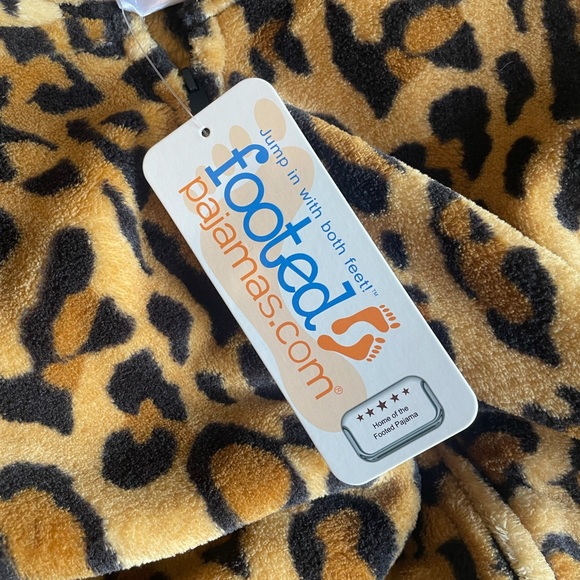 Jump in with both feet!™
footed
pajamas.com®
Home of the
Footed Pajama